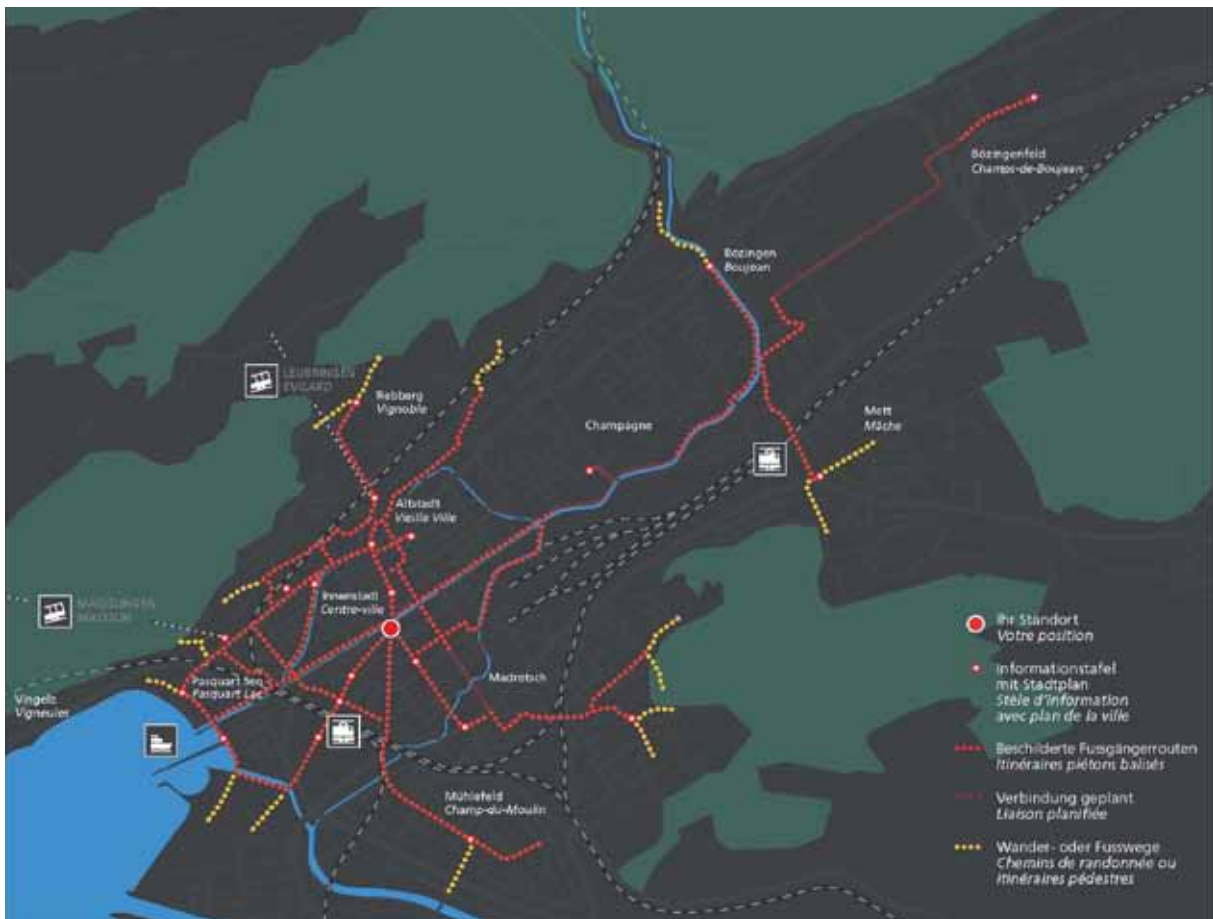 Bözingenfeld
Champs-de-Boujean
Bözingen
Boujean
LEUBRINGEN
EVILARD
Rebberg
Vignoble
Champagne
Mett
Mâche
Altstadt
Vieille Ville
Innenstadt
Centre-ville
MAGGLINGEN
MACOLIN
Pasquart See
Pasquart Lac
Madretsch
Vingelz
Vigneules
Mühlefeld
Champ-du-Moulin
Ihr Standort
Votre position
Informationstafel
mit Stadtplan
Stèle d'information
avec plan de la ville
Beschilderte Fussgängerrouten
Itinéraires piétons balisés
Verbindung geplant
Liaison planifiée
Wander- oder Fusswege
Chemins de randonnée ou
itinéraires pédestres